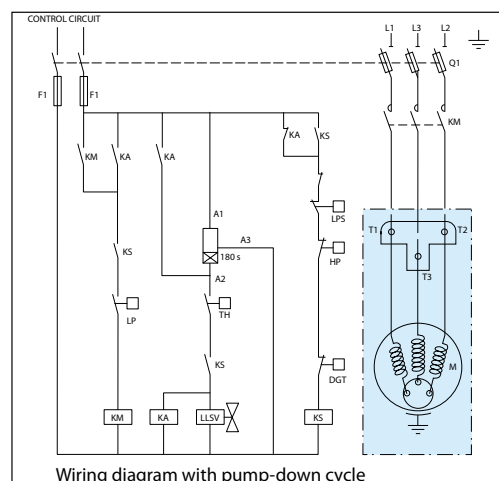 CONTROL CIRCUIT
L1 L3 L2
Q1
F1 F1
KM
KA KS
KM KA KA
LPS
A1
T1 T2
A3
KS HP
180 s T3
A2
LP TH
KS
M
DGT
KM KA LLSV KS
Wiring diagram with pump-down cycle